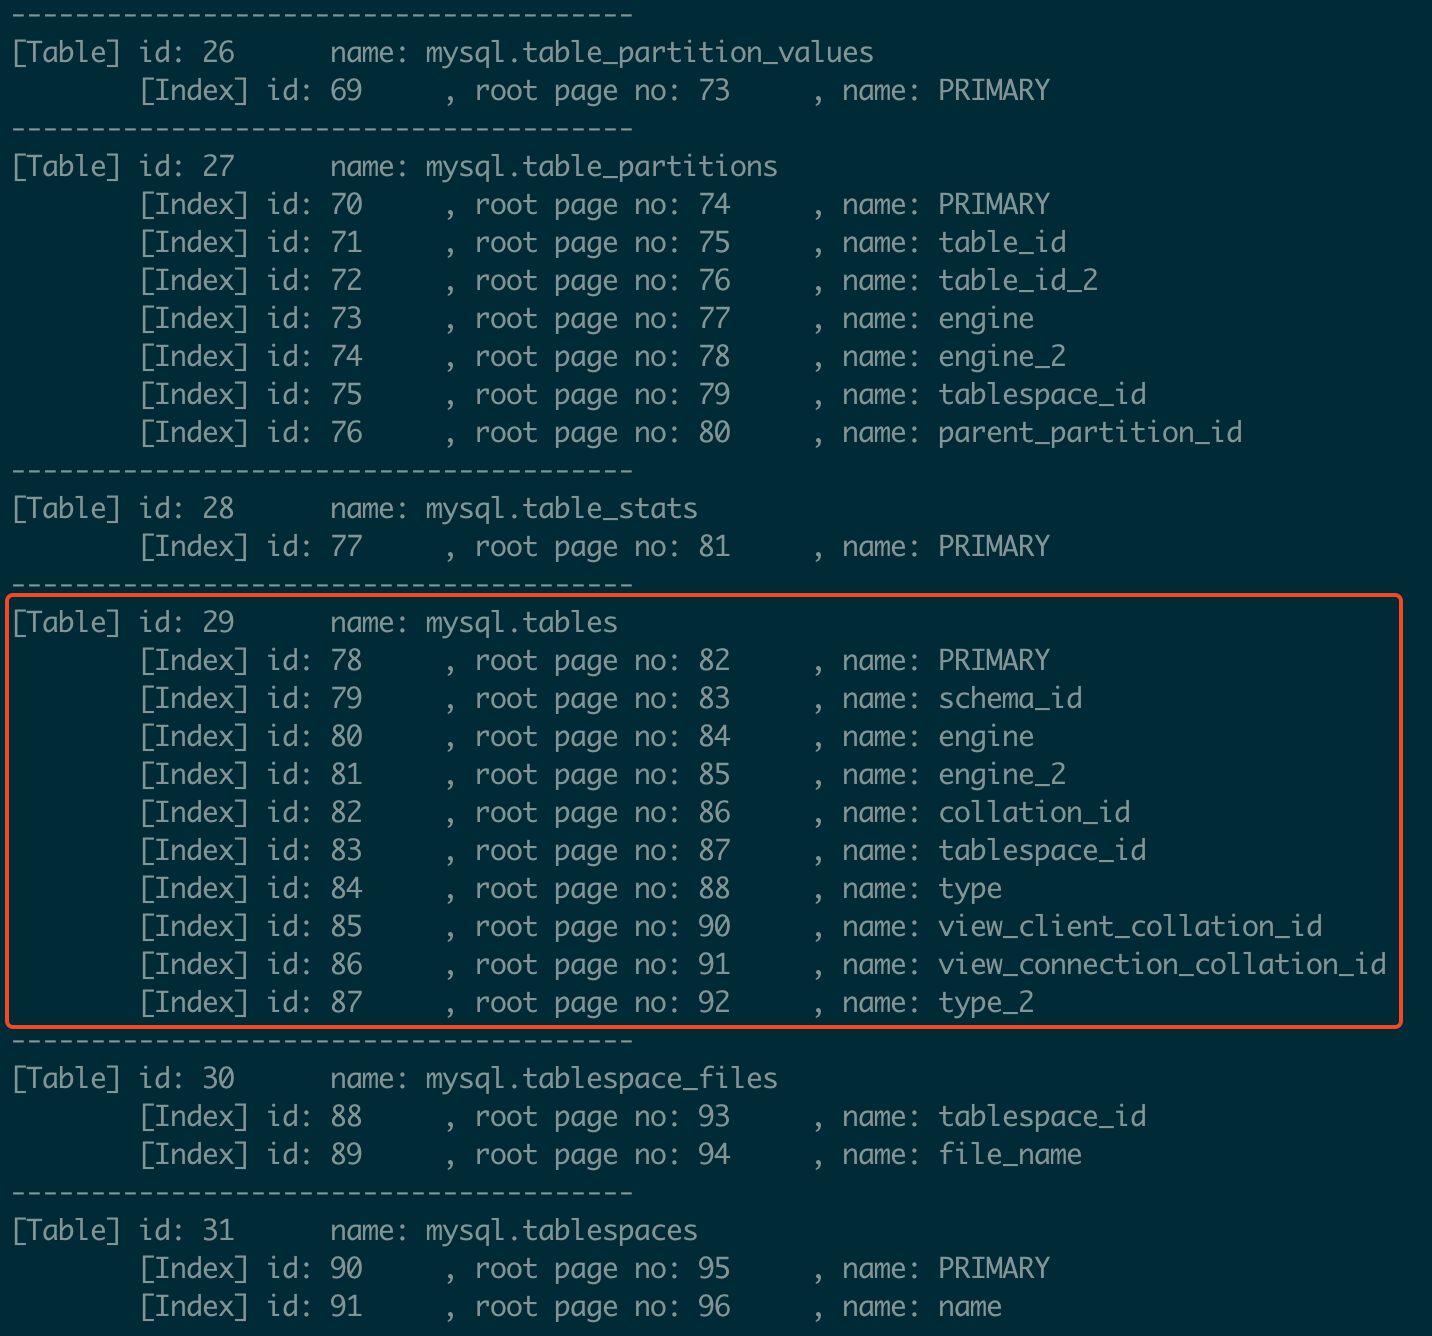 ---------------------------------------
[Table] id: 26      name: mysql.table_partition_values
        [Index] id: 69     , root page no: 73     , name: PRIMARY
---------------------------------------
[Table] id: 27      name: mysql.table_partitions
        [Index] id: 70     , root page no: 74     , name: PRIMARY
        [Index] id: 71     , root page no: 75     , name: table_id
        [Index] id: 72     , root page no: 76     , name: table_id_2
        [Index] id: 73     , root page no: 77     , name: engine
        [Index] id: 74     , root page no: 78     , name: engine_2
        [Index] id: 75     , root page no: 79     , name: tablespace_id
        [Index] id: 76     , root page no: 80     , name: parent_partition_id
---------------------------------------
[Table] id: 28      name: mysql.table_stats
        [Index] id: 77     , root page no: 81     , name: PRIMARY
---------------------------------------
[Table] id: 29      name: mysql.tables
        [Index] id: 78     , root page no: 82     , name: PRIMARY
        [Index] id: 79     , root page no: 83     , name: schema_id
        [Index] id: 80     , root page no: 84     , name: engine
        [Index] id: 81     , root page no: 85     , name: engine_2
        [Index] id: 82     , root page no: 86     , name: collation_id
        [Index] id: 83     , root page no: 87     , name: tablespace_id
        [Index] id: 84     , root page no: 88     , name: type
        [Index] id: 85     , root page no: 90     , name: view_client_collation_id
        [Index] id: 86     , root page no: 91     , name: view_connection_collation_id
        [Index] id: 87     , root page no: 92     , name: type_2
---------------------------------------
[Table] id: 30      name: mysql.tablespace_files
        [Index] id: 88     , root page no: 93     , name: tablespace_id
        [Index] id: 89     , root page no: 94     , name: file_name
---------------------------------------
[Table] id: 31      name: mysql.tablespaces
        [Index] id: 90     , root page no: 95     , name: PRIMARY
        [Index] id: 91     , root page no: 96     , name: name